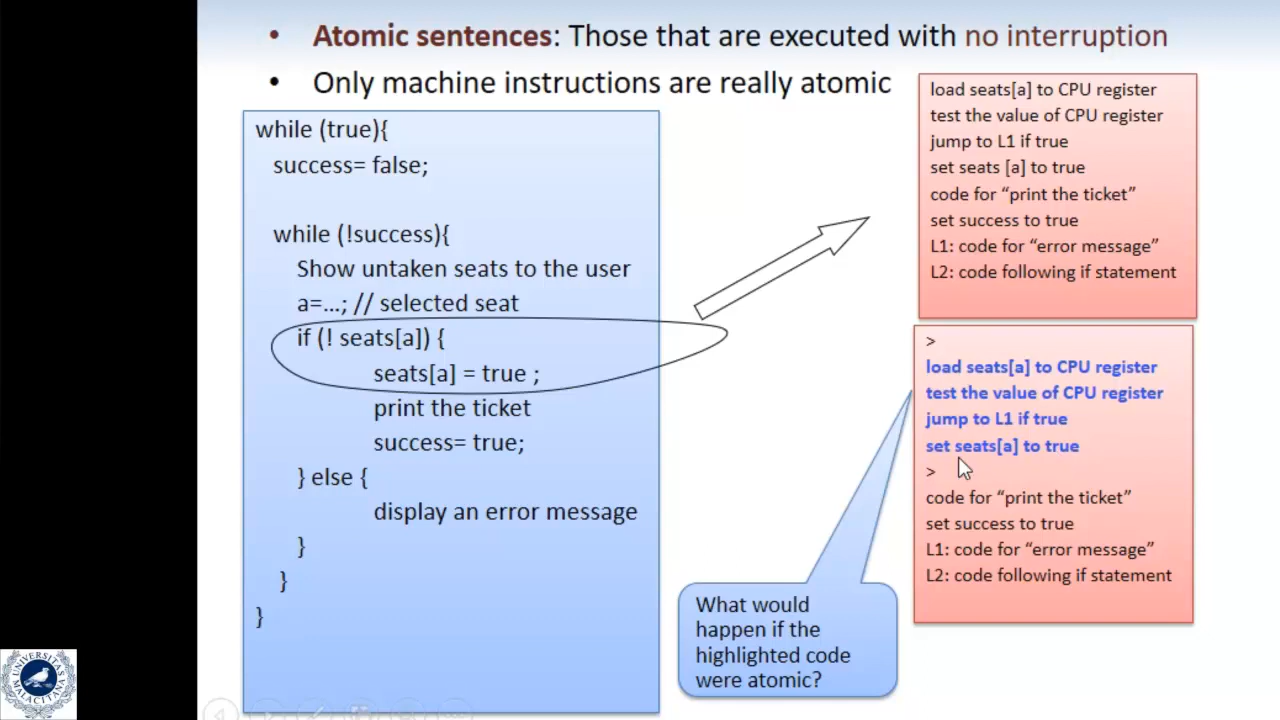 • Atomic sentences: Those that are executed with no interruption
• Only machine instructions are really atomic
while (true){
success= false;
while (!success){
Show untaken seats to the user
a=...; // selected seat
if (! seats[a]) {
seats[a] = true ;
print the ticket
success= true;
} else {
display an error message
}
}
}
load seats[a] to CPU register
test the value of CPU register
jump to L1 if true
set seats [a] to true
code for “print the ticket”
set success to true
L1: code for “error message”
L2: code following if statement
>
load seats[a] to CPU register
test the value of CPU register
jump to L1 if true
set seats[a] to true
>
code for “print the ticket”
set success to true
L1: code for “error message”
L2: code following if statement
What would
happen if the
highlighted code
were atomic?
UNIVERSITAS
MALACITANA